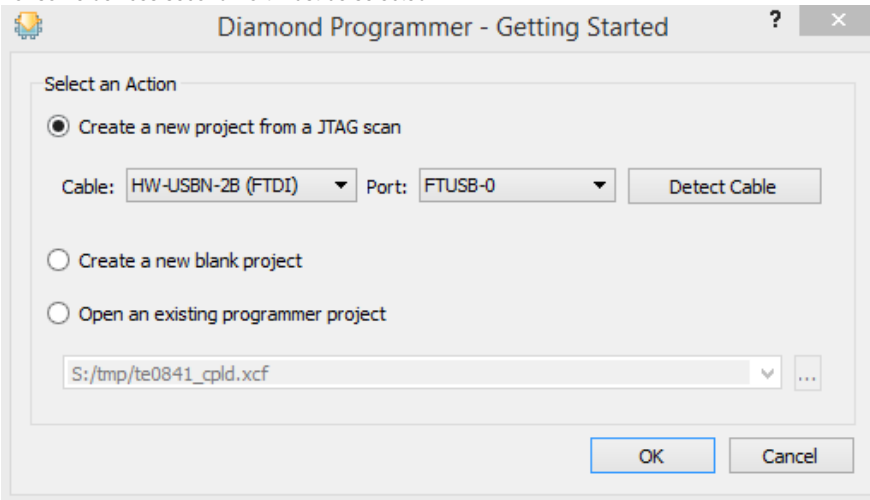 Diamond Programmer - Getting Started ? ×
Select an Action
Create a new project from a JTAG scan
Cable: HW-USBN-2B (FTDI) Port: FTUSB-0 Detect Cable
Create a new blank project
Open an existing programmer project
S:/tmp/te0841_cpld.xcf ...
OK Cancel